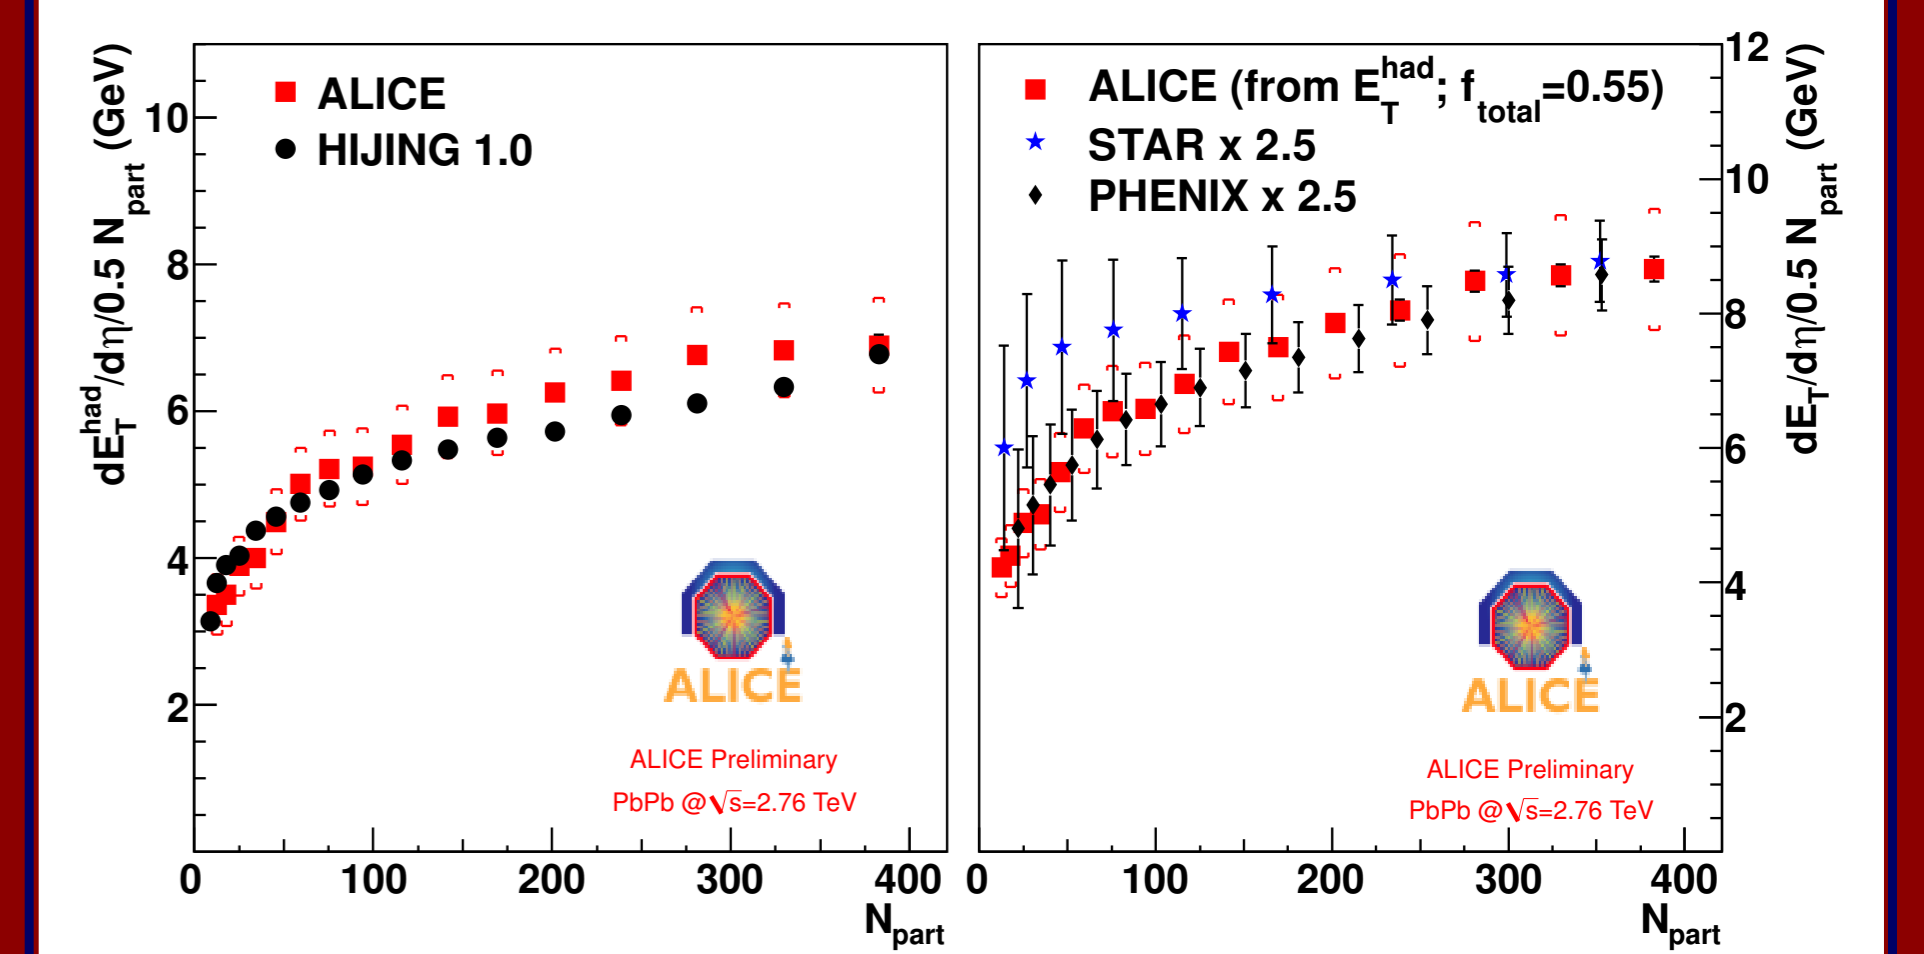 dE_T^had/dη/0.5 N_part (GeV)
10
8
6
4
2
ALICE
HIJING 1.0
ALICE
ALICE Preliminary
PbPb @√s=2.76 TeV
0 100 200 300 400
N_part
ALICE (from E_T^had; f_total=0.55)
STAR x 2.5
PHENIX x 2.5
ALICE
ALICE Preliminary
PbPb @√s=2.76 TeV
0 100 200 300 400
N_part
12
10
8
6
4
2
dE_T/dη/0.5 N_part (GeV)